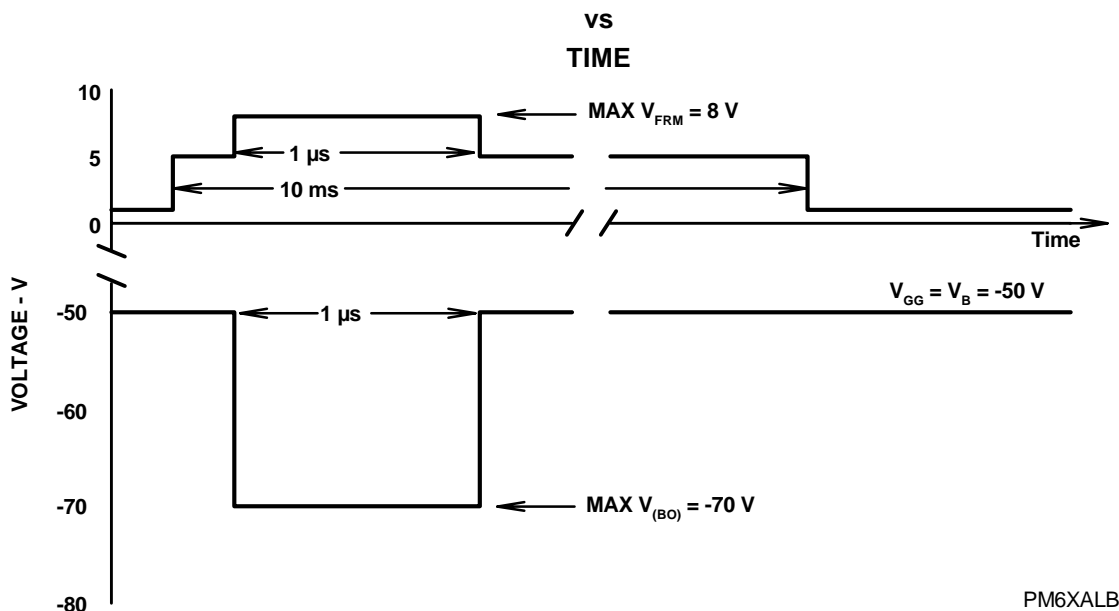 vs
TIME
10
MAX V_FRM = 8 V
5
1 µs
10 ms
0
Time
VOLTAGE - V
V_GG = V_B = -50 V
-50
1 µs
-60
-70
MAX V_(BO) = -70 V
-80
PM6XALB